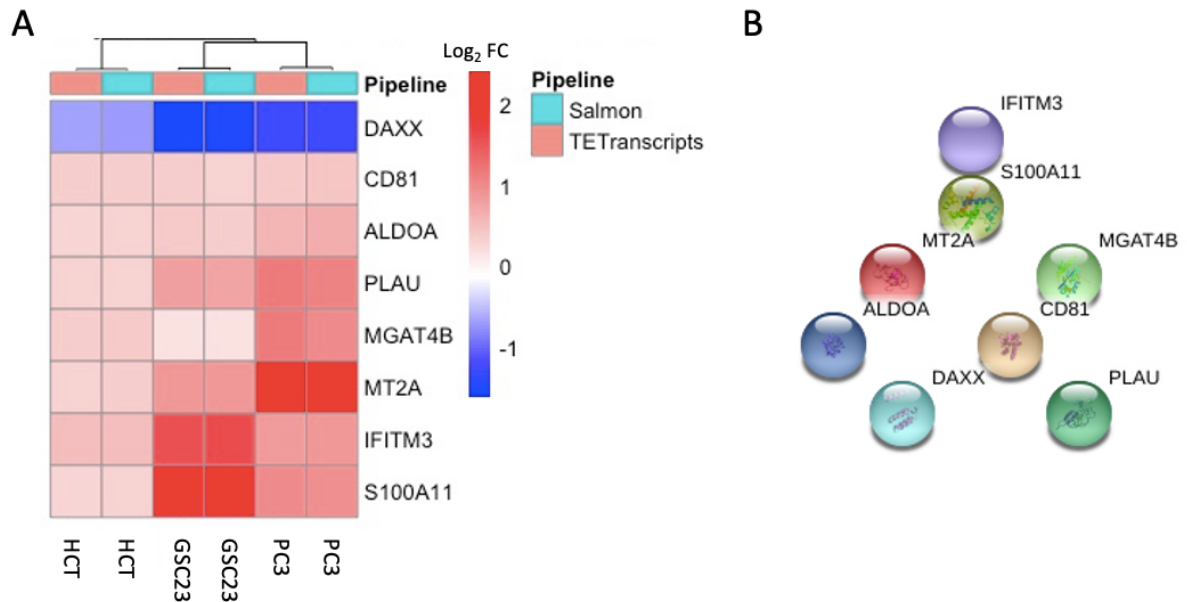 A
Log₂ FC
Pipeline
DAXX
CD81
ALDOA
PLAU
MGAT4B
MT2A
IFITM3
S100A11
2
1
0
-1
Pipeline
Salmon
TETranscripts
HCT
HCT
GSC23
GSC23
PC3
PC3
B
IFITM3
S100A11
MT2A
MGAT4B
ALDOA
CD81
DAXX
PLAU